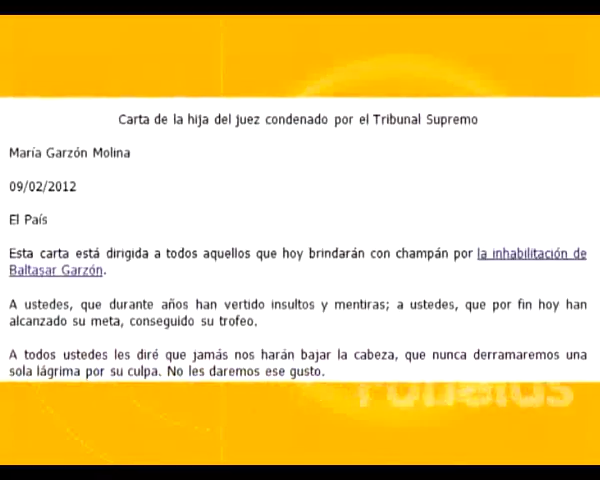 Carta de la hija del juez condenado por el Tribunal Supremo
María Garzón Molina
09/02/2012
El País
Esta carta está dirigida a todos aquellos que hoy brindarán con champán por la inhabilitación de
Baltasar Garzón.
A ustedes, que durante años han vertido insultos y mentiras; a ustedes, que por fin hoy han
alcanzado su meta, conseguido su trofeo.
A todos ustedes les diré que jamás nos harán bajar la cabeza, que nunca derramaremos una
sola lágrima por su culpa. No les daremos ese gusto.